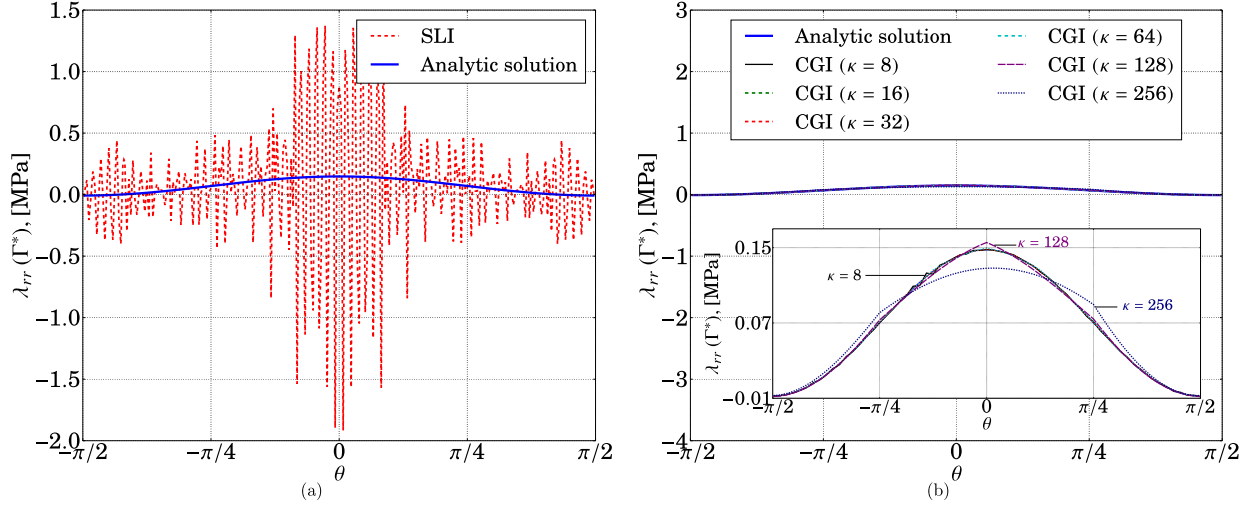 1.5
1.0
0.5
0.0
−0.5
−1.0
−1.5
−2.0
λrr (Γ*), [MPa]
SLI
Analytic solution
−π/2
−π/4
0
π/4
π/2
θ
(a)
3
2
1
0
−1
−2
−3
−4
λrr (Γ*), [MPa]
Analytic solution
CGI (κ = 8)
CGI (κ = 16)
CGI (κ = 32)
CGI (κ = 64)
CGI (κ = 128)
CGI (κ = 256)
0.15
0.07
−0.01
λrr (Γ*), [MPa]
κ = 128
κ = 8
κ = 256
−π/2
−π/4
0
π/4
π/2
θ
−π/2
−π/4
0
π/4
π/2
θ
(b)